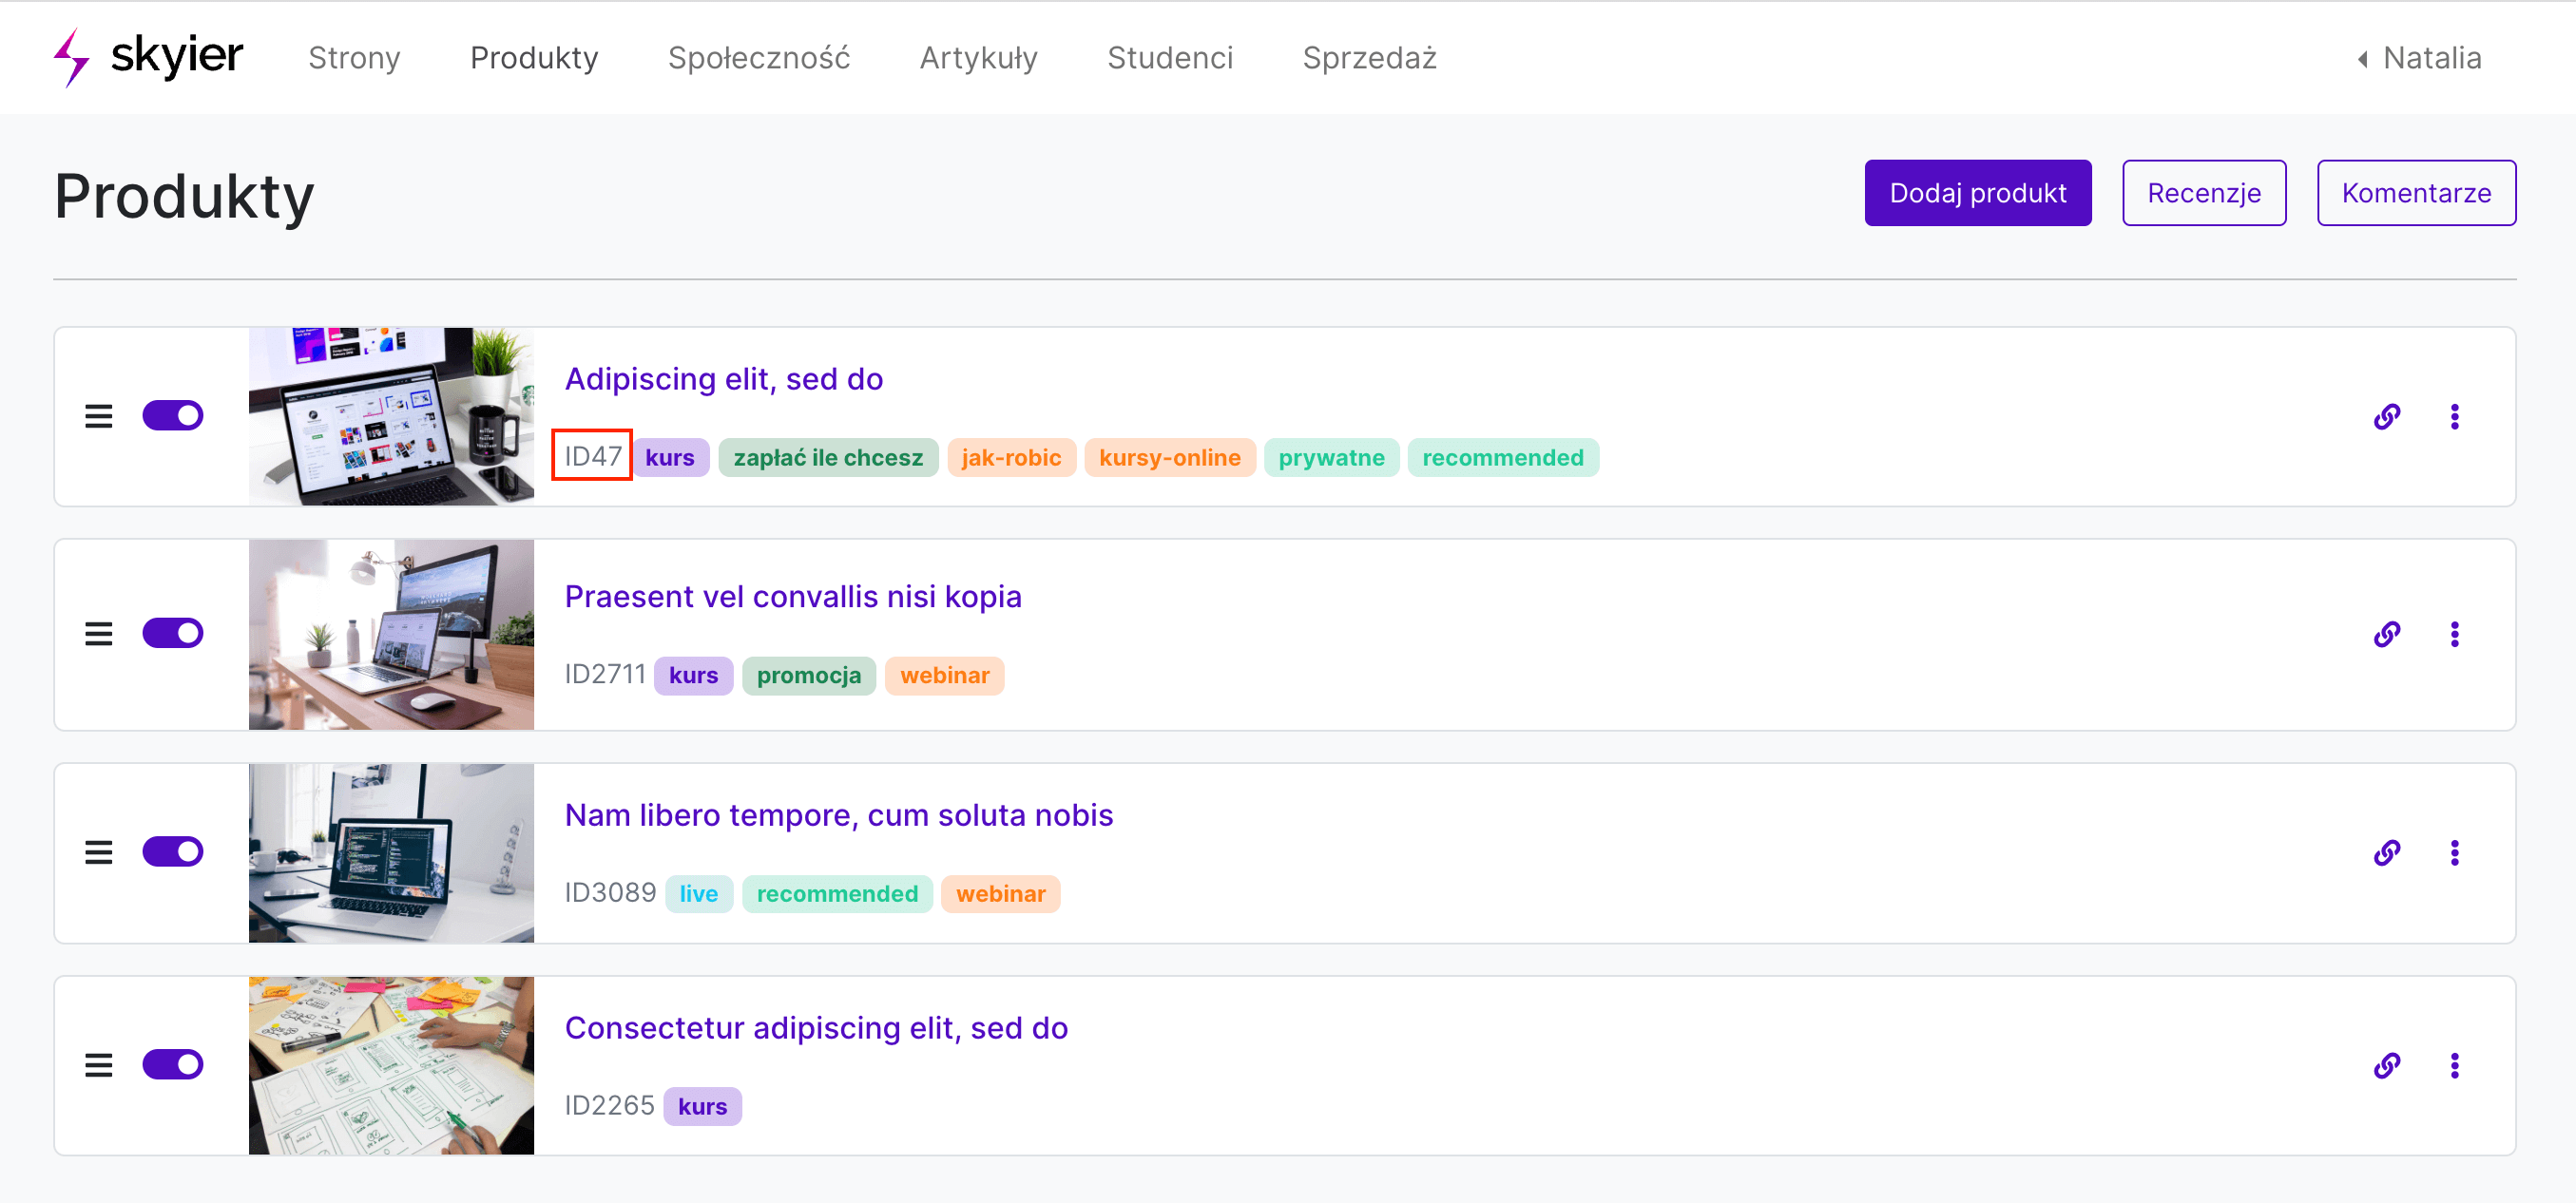 skyier Strony Produkty Społeczność Artykuły Studenci Sprzedaż Natalia
Produkty Dodaj produkt Recenzje Komentarze
Adipiscing elit, sed do
ID47 kurs zapłać ile chcesz jak-robic kursy-online prywatne recommended
Praesent vel convallis nisi kopia
ID2711 kurs promocja webinar
Nam libero tempore, cum soluta nobis
ID3089 live recommended webinar
Consectetur adipiscing elit, sed do
ID2265 kurs